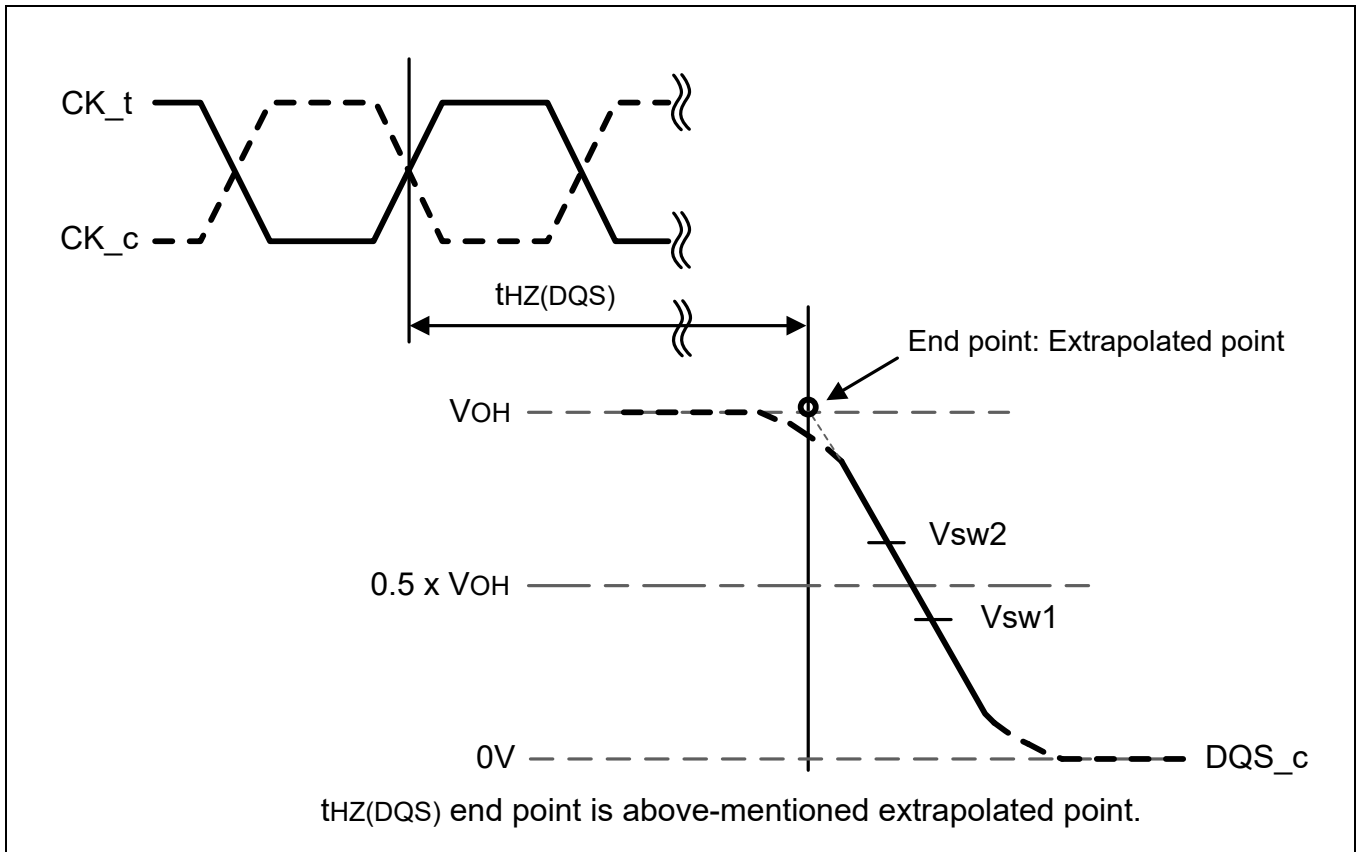 CK_t
CK_c
tHZ(DQS)
End point: Extrapolated point
VOH
Vsw2
0.5 x VOH
Vsw1
0V
DQS_c
tHZ(DQS) end point is above-mentioned extrapolated point.